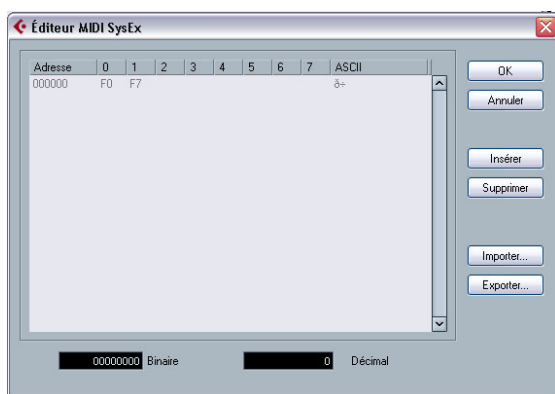 Éditeur MIDI SysEx
Adresse 0 1 2 3 4 5 6 7 ASCII
000000 F0 F7 ð÷
OK
Annuler
Insérer
Supprimer
Importer...
Exporter...
00000000 Binaire 0 Décimal